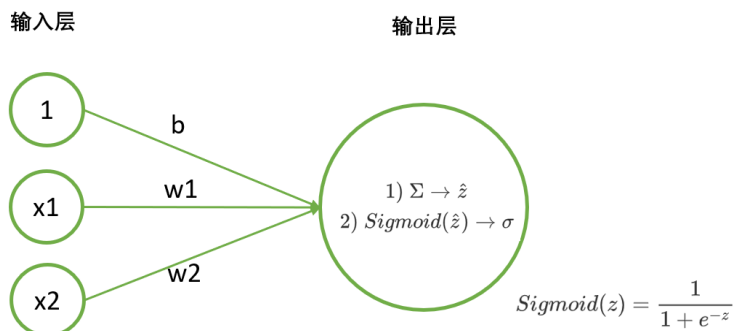 输入层
输出层
1
b
x1
w1
x2
w2
1) Σ → ẑ
2) Sigmoid(ẑ) → σ
Sigmoid(z) = 1 / (1 + e^{-z})